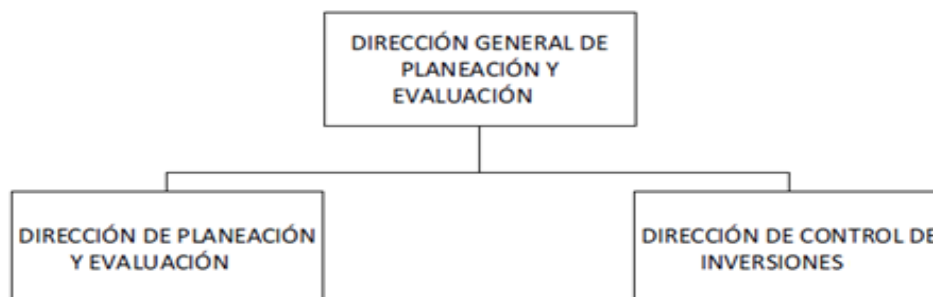 DIRECCIÓN GENERAL DE
PLANEACIÓN Y
EVALUACIÓN
DIRECCIÓN DE PLANEACIÓN
Y EVALUACIÓN
DIRECCIÓN DE CONTROL DE
INVERSIONES